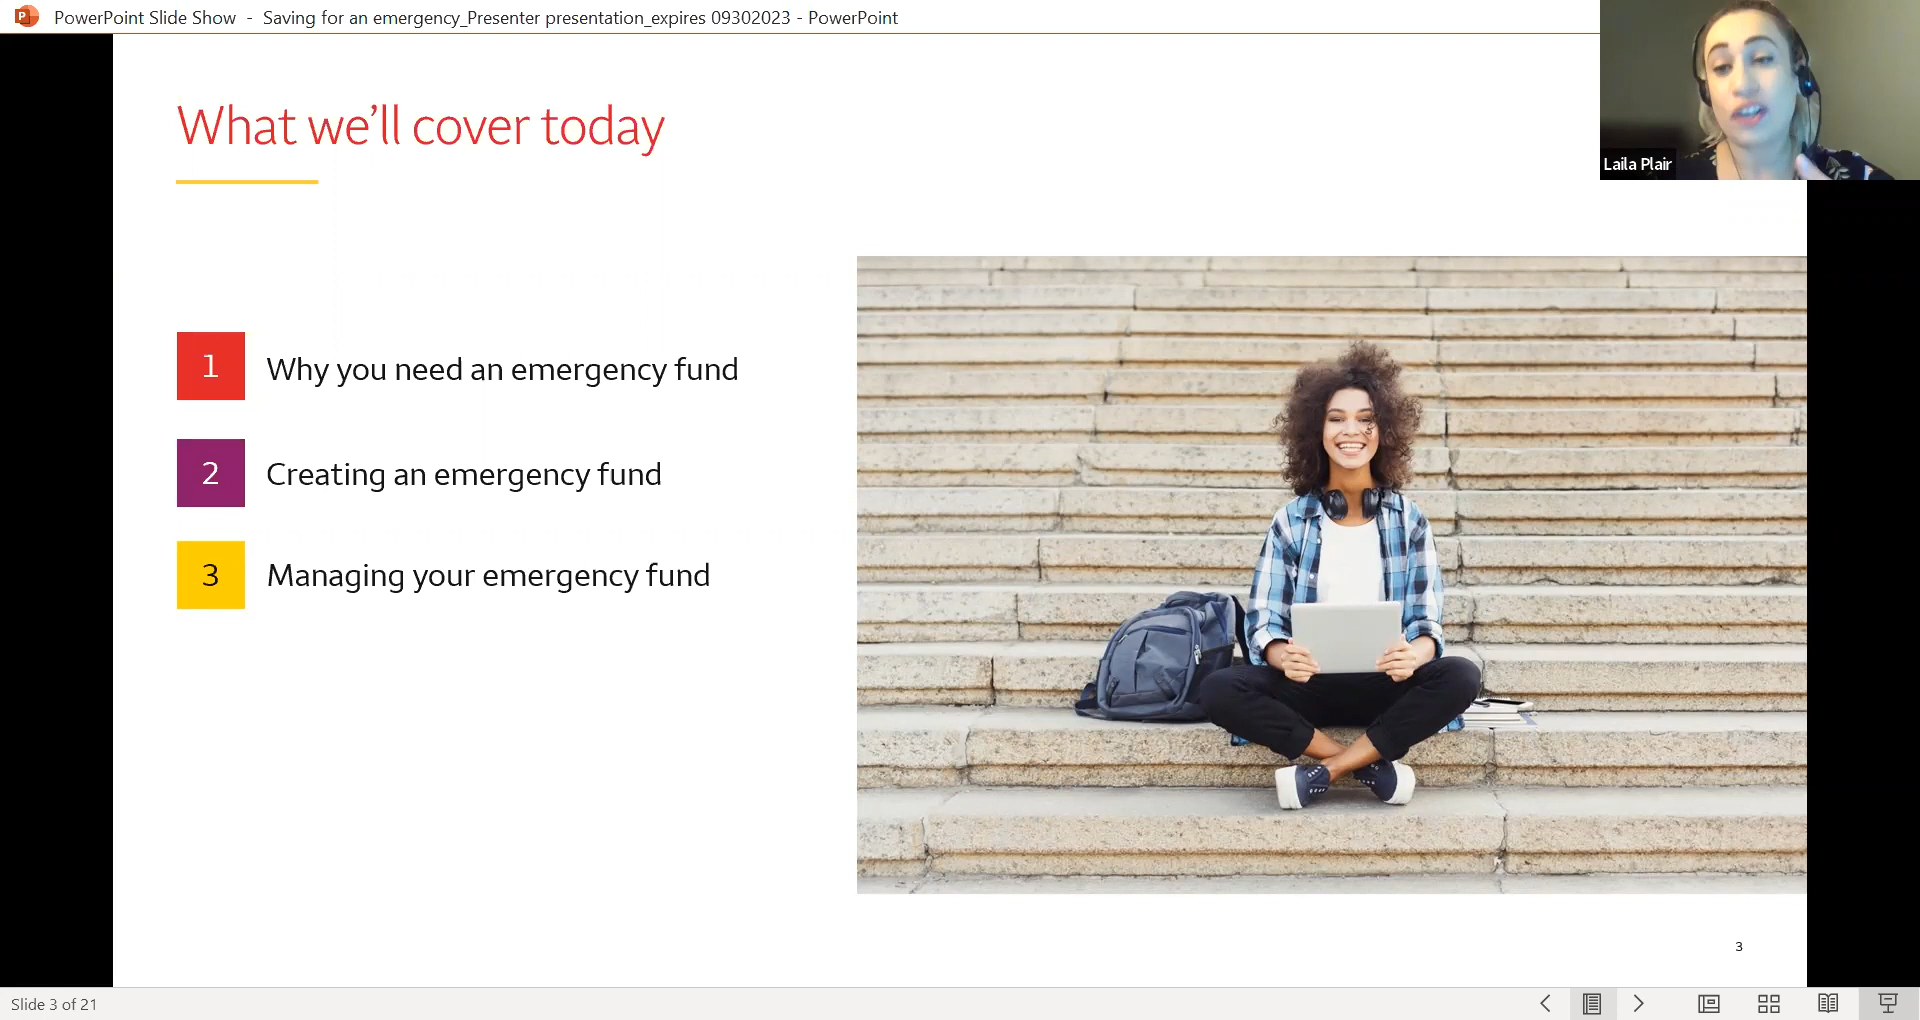 PowerPoint Slide Show - Saving for an emergency_Presenter presentation_expires 09302023 - PowerPoint
Laila Plair
What we’ll cover today
1 Why you need an emergency fund
2 Creating an emergency fund
3 Managing your emergency fund
3
Slide 3 of 21